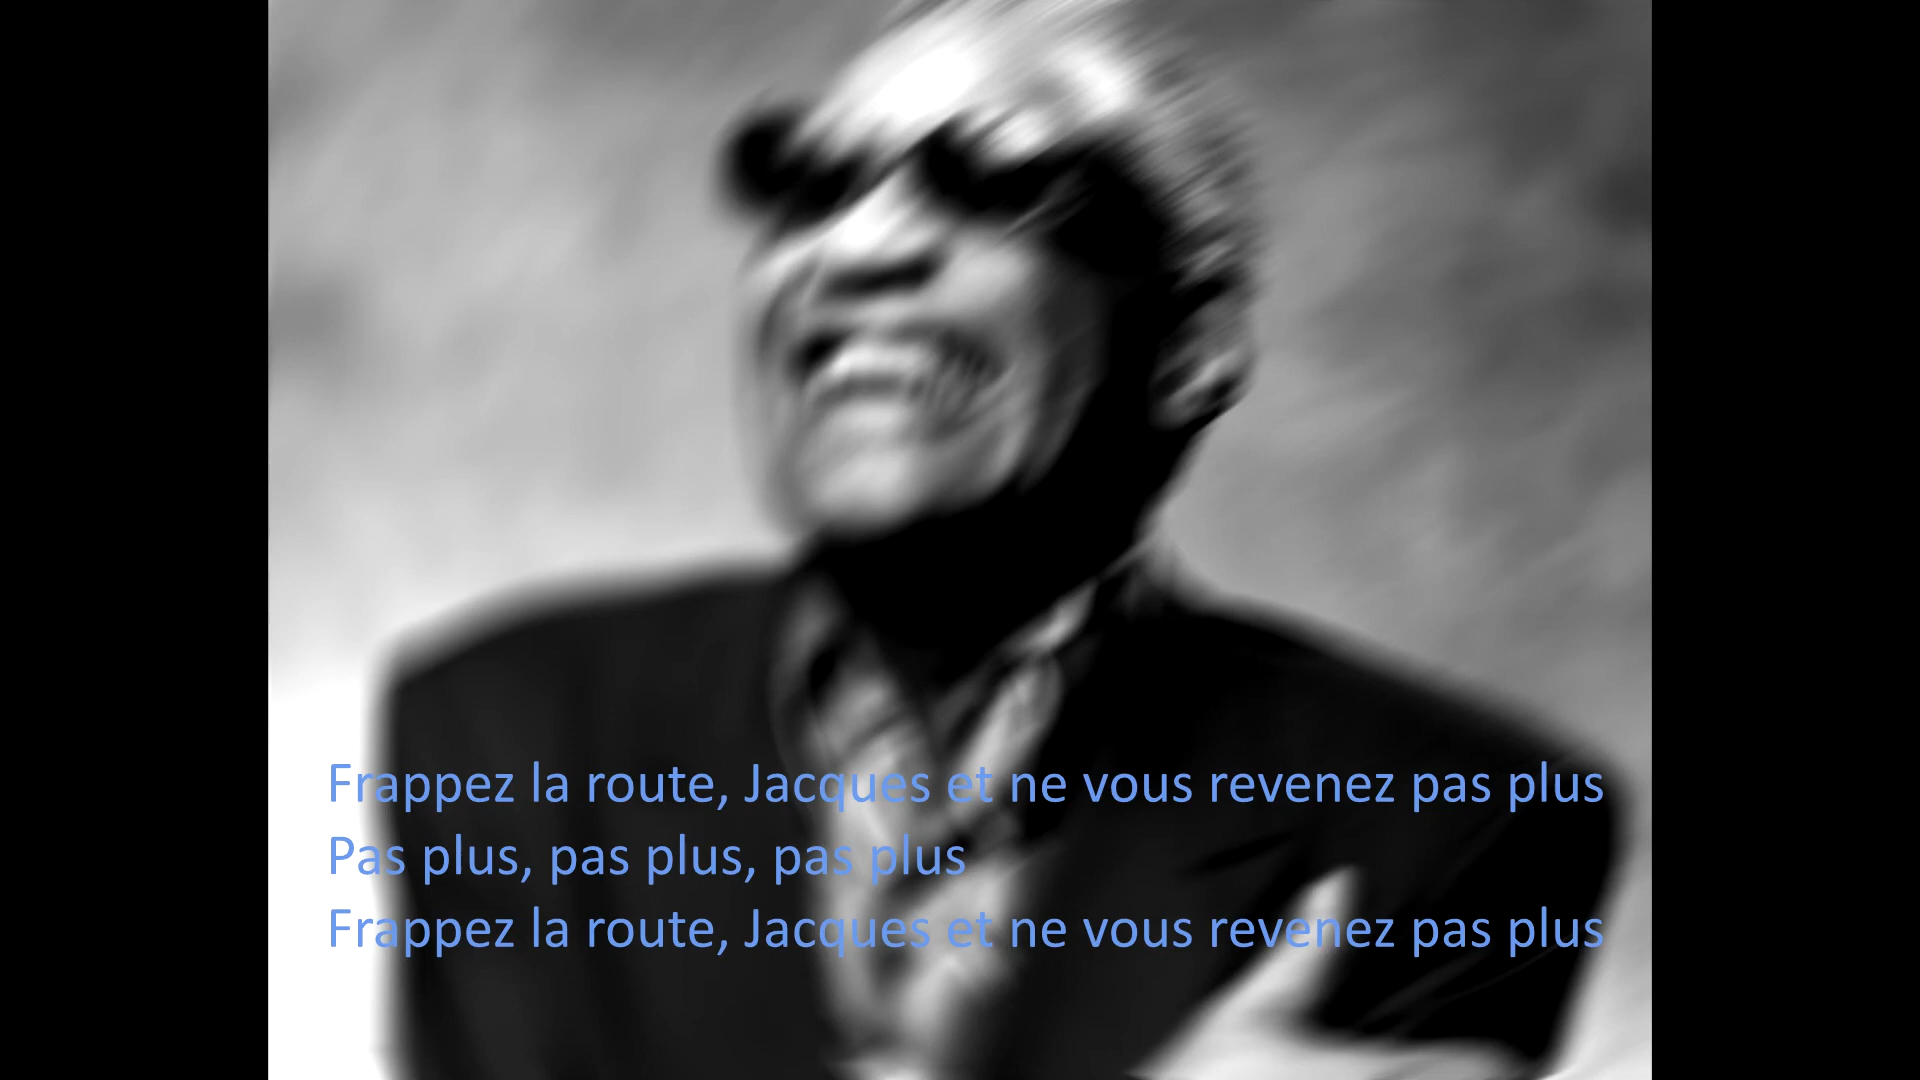 Frappez la route, Jacques et ne vous revenez pas plus
Pas plus, pas plus, pas plus
Frappez la route, Jacques et ne vous revenez pas plus